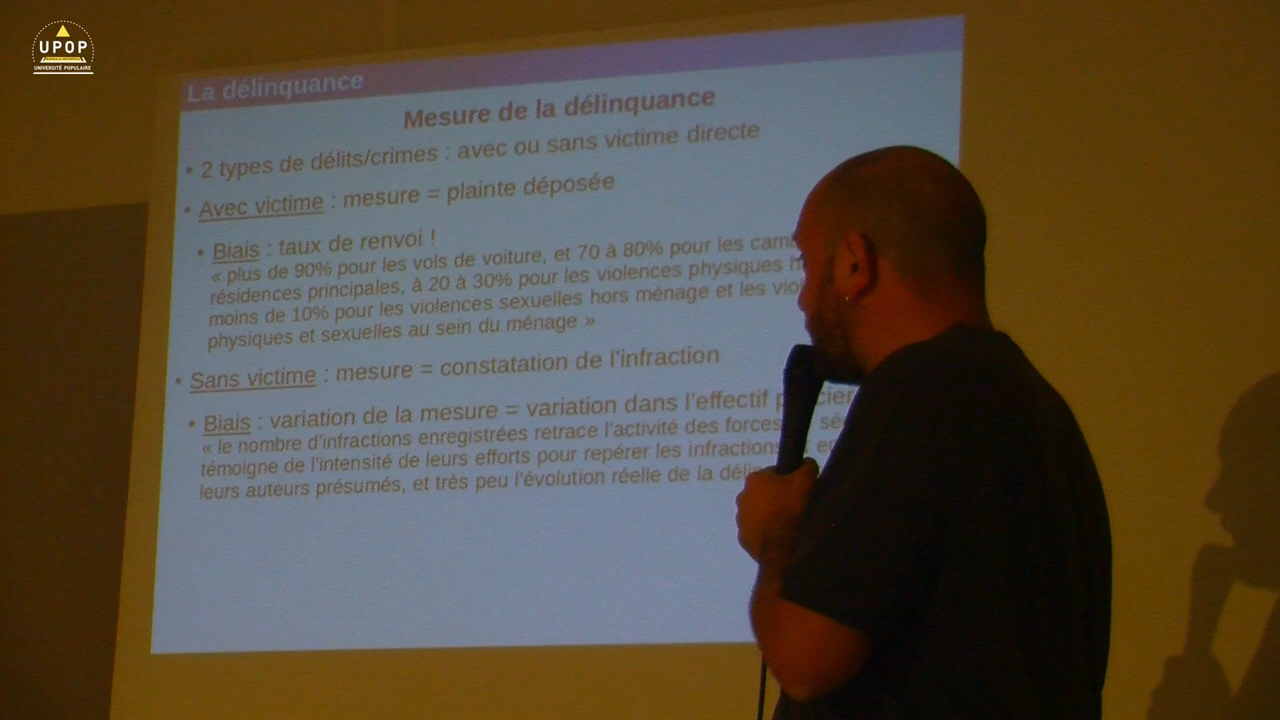 UPOP
UNIVERSITÉ POPULAIRE
La délinquance
Mesure de la délinquance
• 2 types de délits/crimes : avec ou sans victime directe
• Avec victime : mesure = plainte déposée
• Biais : taux de renvoi !
« plus de 90% pour les vols de voiture, et 70 à 80% pour les
résidences principales, à 20 à 30% pour les violences physiques
moins de 10% pour les violences sexuelles hors ménage et les
physiques et sexuelles au sein du ménage »
• Sans victime : mesure = constatation de l'infraction
• Biais : variation de la mesure = variation dans l'effectif
« le nombre d'infractions enregistrées retrace l'activité des forces
témoigne de l'intensité de leurs efforts pour repérer les infractions
leurs auteurs présumés, et très peu l'évolution réelle de la